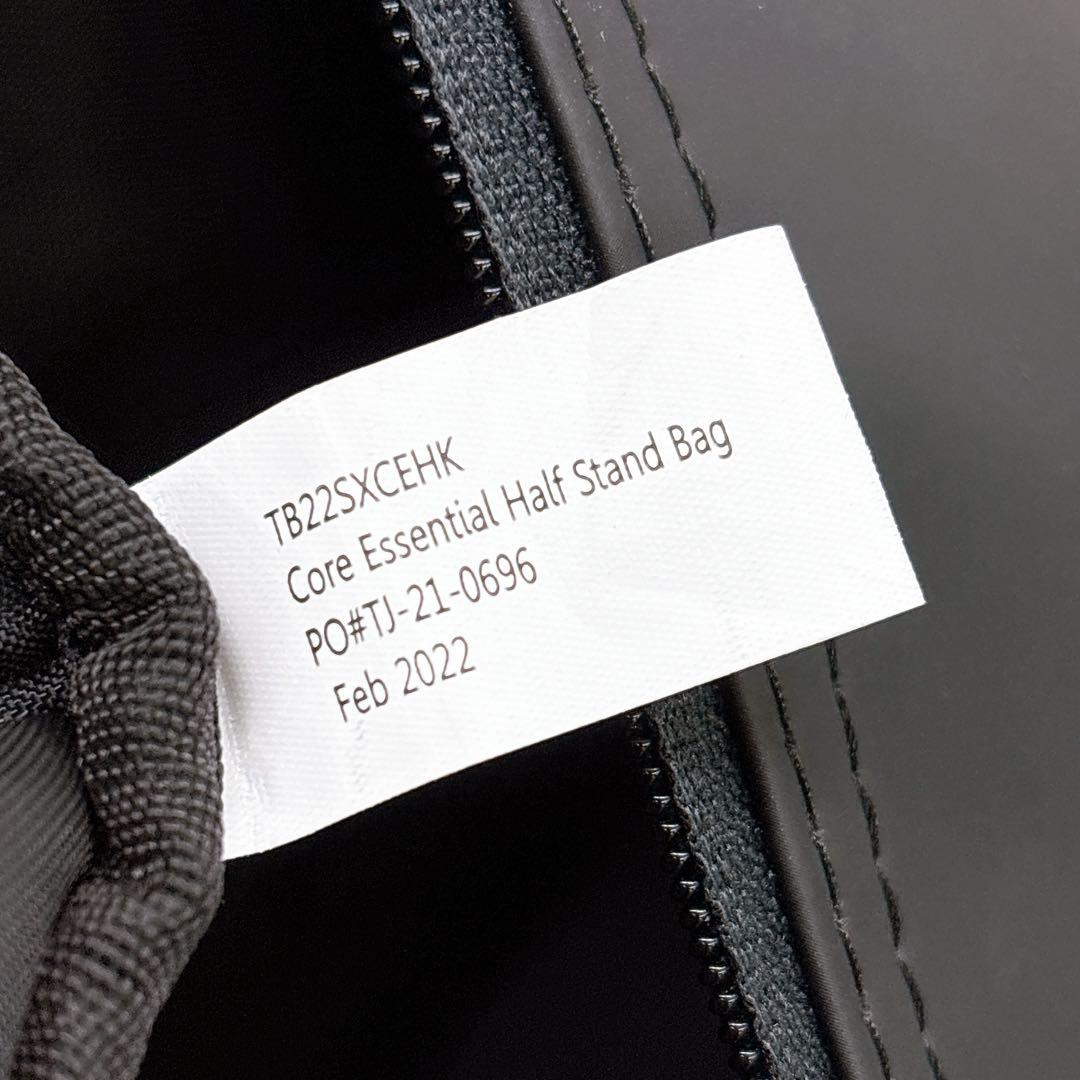 TB22SXCEHK
Core Essential Half Stand Bag
PO#TJ-21-0696
Feb 2022